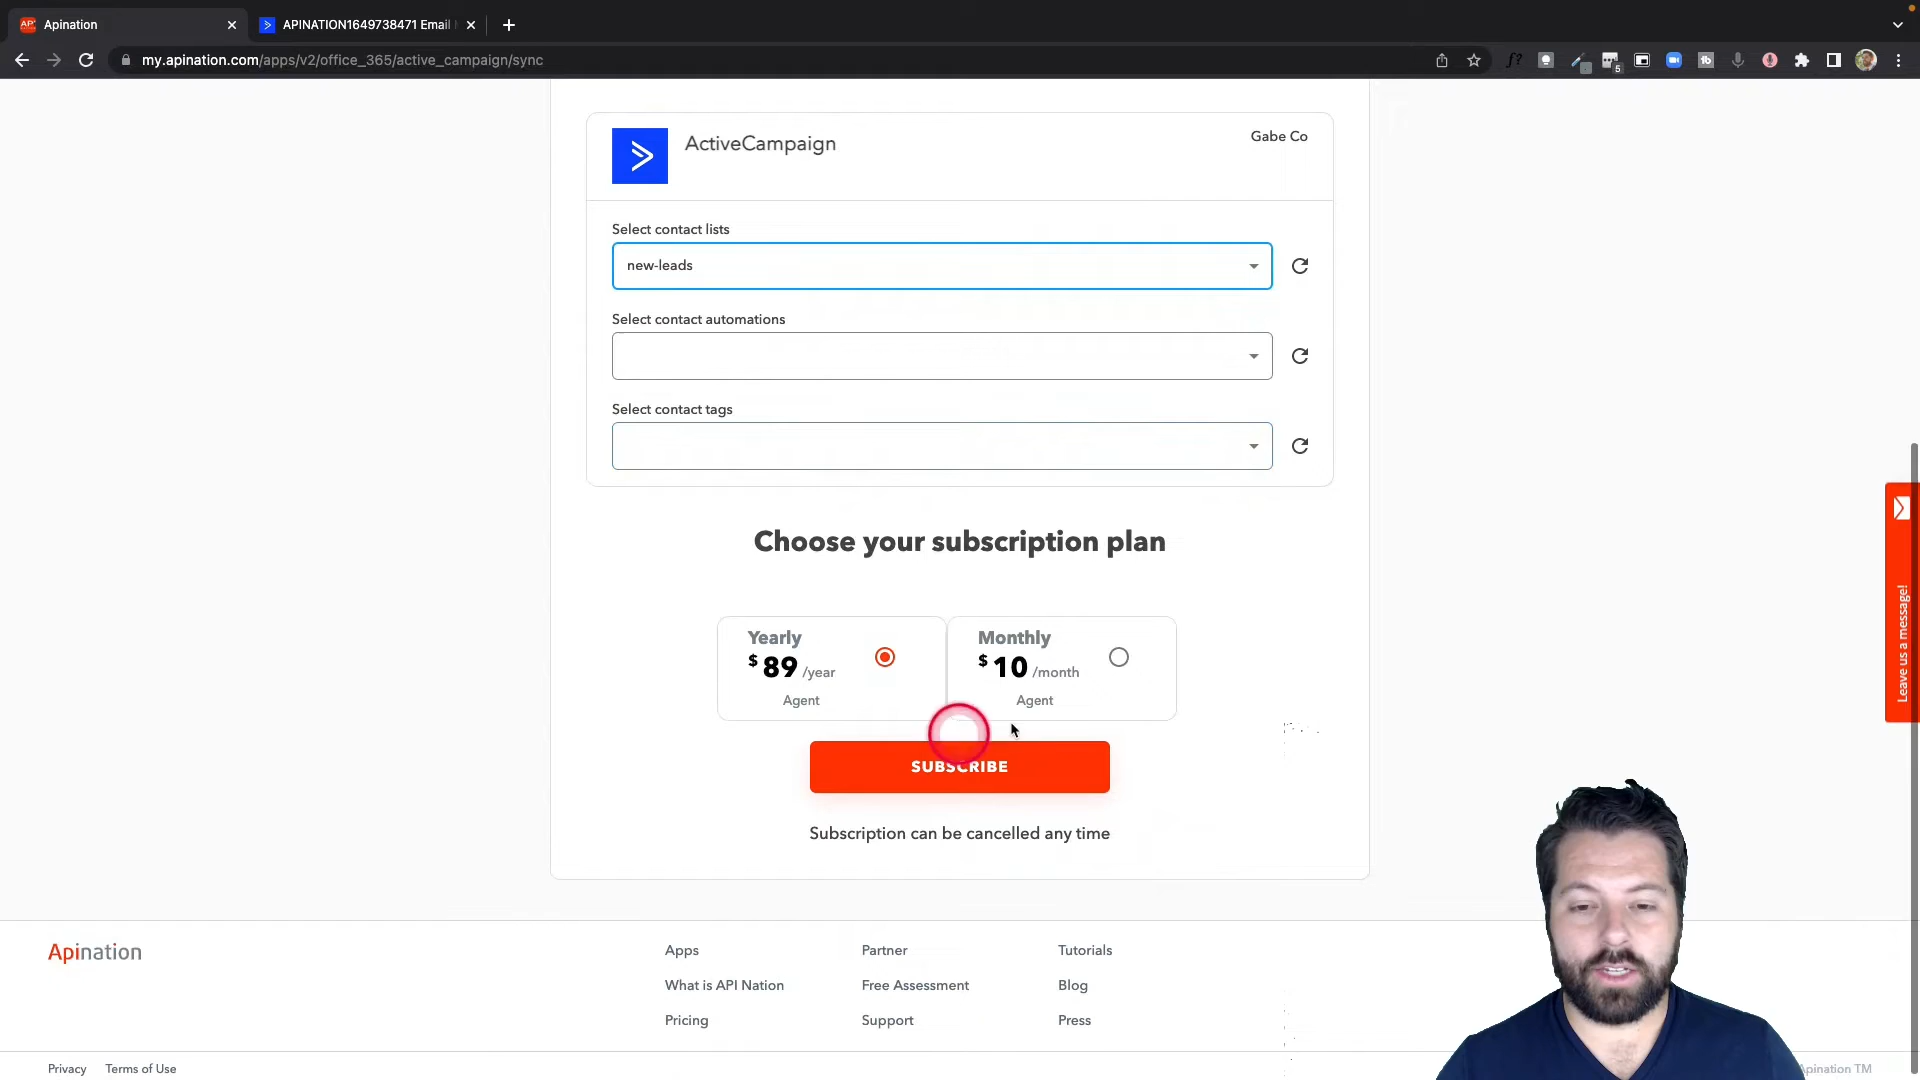 Apination
APINATION1649738471 Email
my.apination.com/apps/v2/office_365/active_campaign/sync
5
ActiveCampaign
Gabe Co
Select contact lists
new-leads
Select contact automations
Select contact tags
Choose your subscription plan
Yearly
$ 89 /year
Agent
Monthly
$ 10 /month
Agent
SUBSCRIBE
Subscription can be cancelled any time
Leave us a message!
Apination
Apps
What is API Nation
Pricing
Partner
Free Assessment
Support
Tutorials
Blog
Press
Privacy
Terms of Use
Apination TM